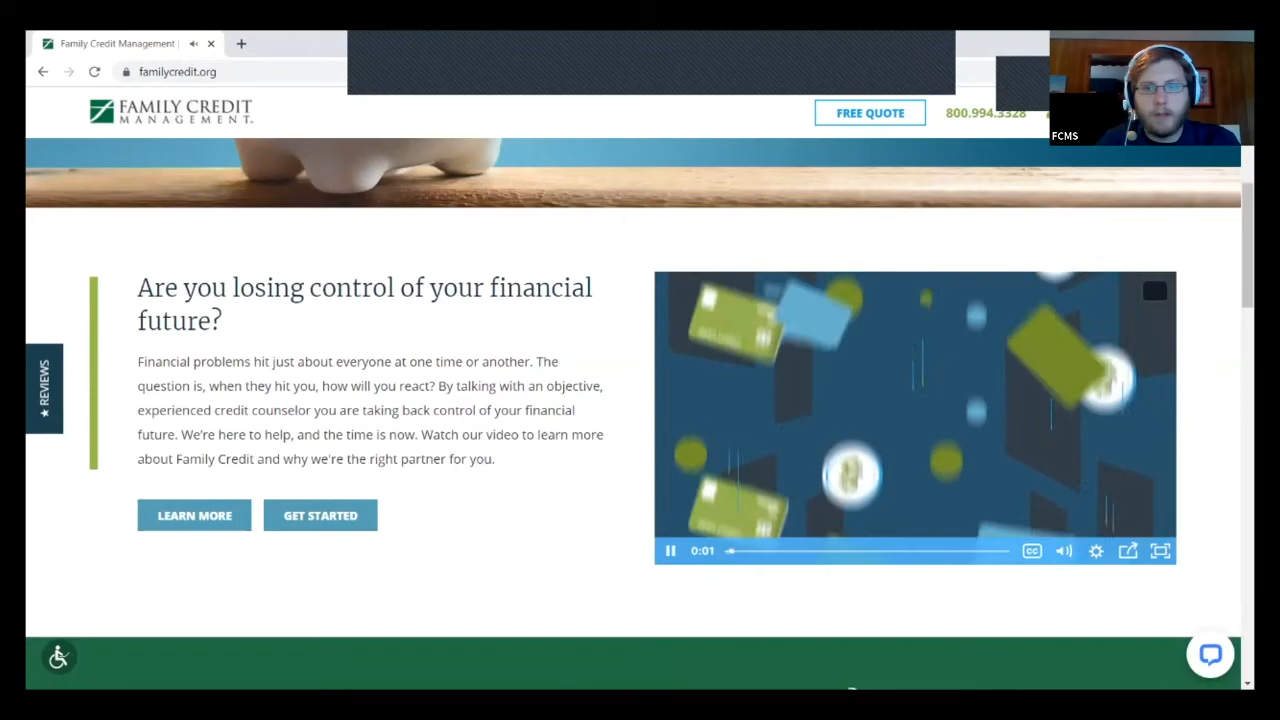 Family Credit Management |
familycredit.org
FAMILY CREDIT
MANAGEMENT.
FREE QUOTE
800.994.3328
FCMS
Are you losing control of your financial
future?
Financial problems hit just about everyone at one time or another. The
question is, when they hit you, how will you react? By talking with an objective,
experienced credit counselor you are taking back control of your financial
future. We're here to help, and the time is now. Watch our video to learn more
about Family Credit and why we're the right partner for you.
★ REVIEWS
LEARN MORE
GET STARTED
0:01
CC